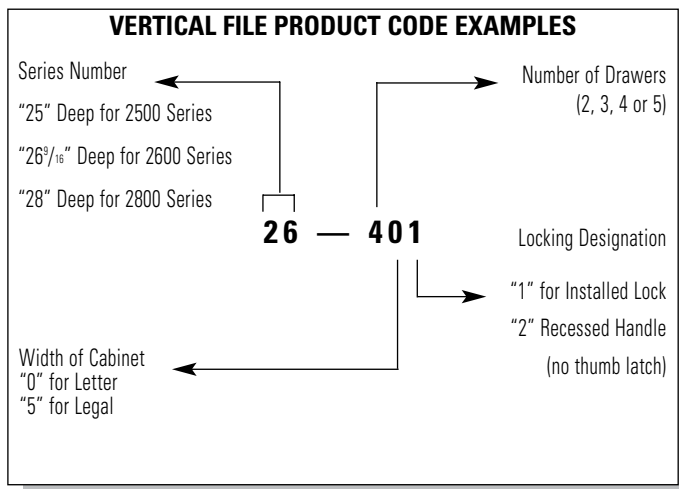 VERTICAL FILE PRODUCT CODE EXAMPLES
Series Number
“25” Deep for 2500 Series
“26⁹/₁₆” Deep for 2600 Series
“28” Deep for 2800 Series
Number of Drawers
(2, 3, 4 or 5)
26 — 401
Locking Designation
“1” for Installed Lock
“2” Recessed Handle
(no thumb latch)
Width of Cabinet
“0” for Letter
“5” for Legal